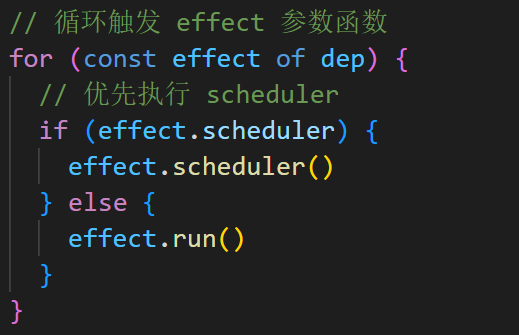 // 循环触发 effect 参数函数
for (const effect of dep) {
  // 优先执行 scheduler
  if (effect.scheduler) {
    effect.scheduler()
  } else {
    effect.run()
  }
}